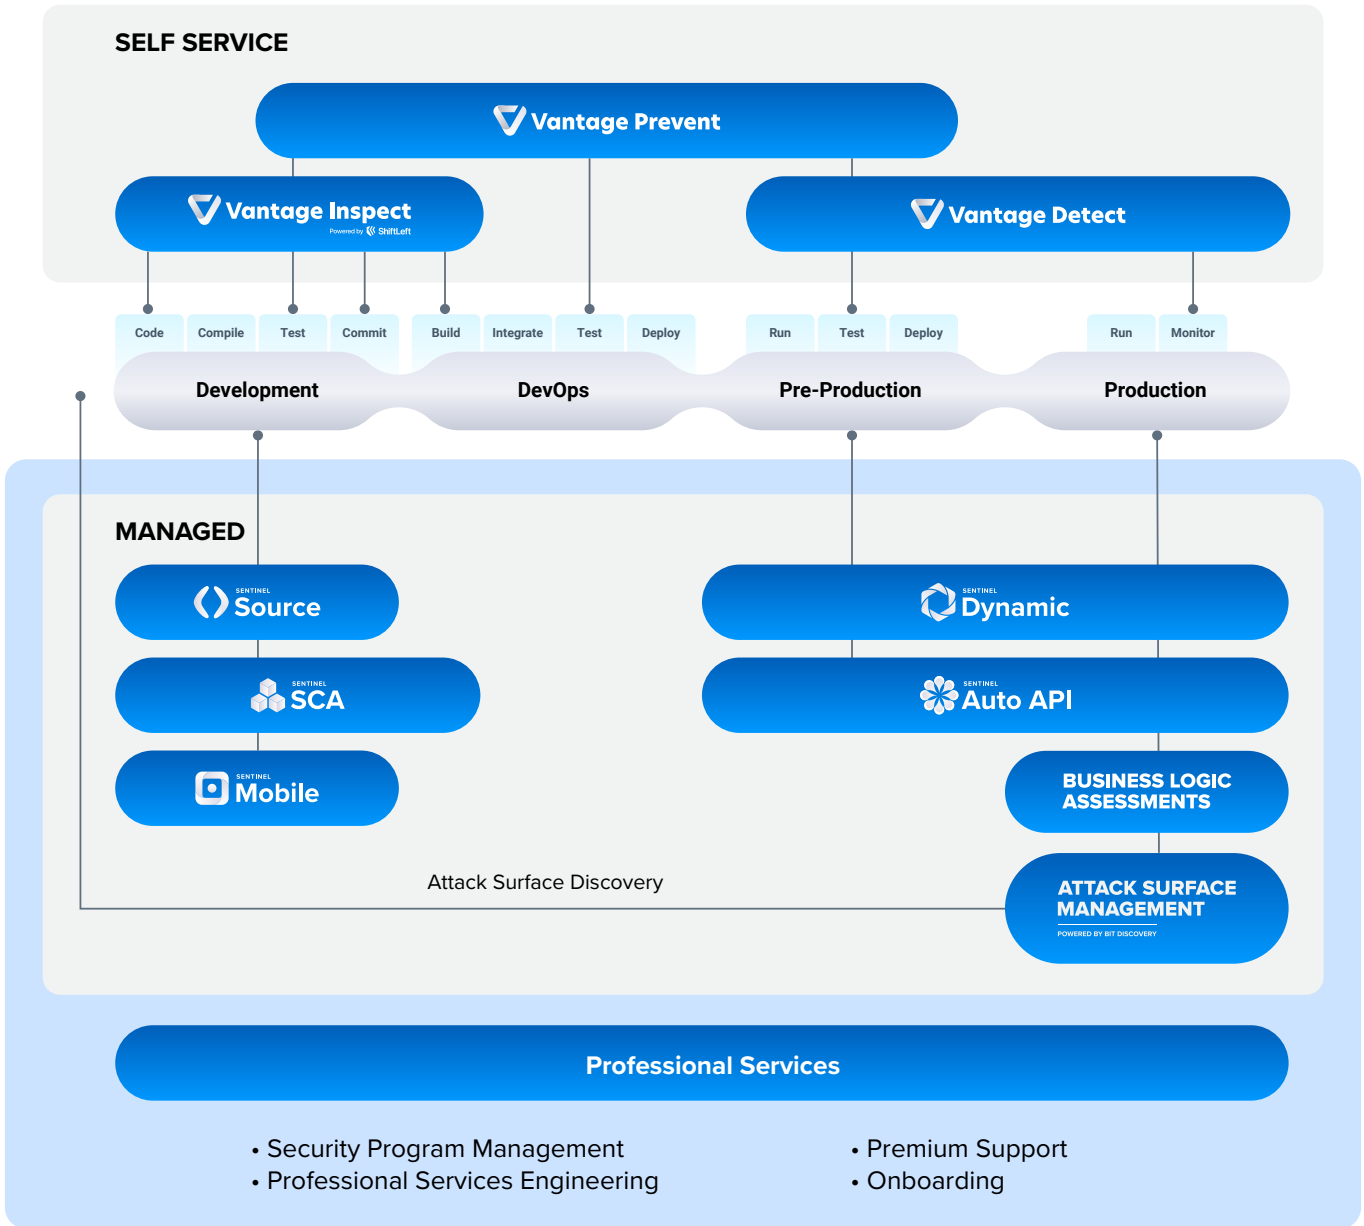 SELF SERVICE
Vantage Prevent
Vantage Inspect
Powered by ShiftLeft
Vantage Detect
Code Compile Test Commit Build Integrate Test Deploy Run Test Deploy Run Monitor
Development DevOps Pre-Production Production
MANAGED
SENTINEL
Source
SENTINEL
Dynamic
SENTINEL
SCA
SENTINEL
Auto API
SENTINEL
Mobile
BUSINESS LOGIC
ASSESSMENTS
Attack Surface Discovery
ATTACK SURFACE
MANAGEMENT
POWERED BY BIT DISCOVERY
Professional Services
• Security Program Management
• Professional Services Engineering
• Premium Support
• Onboarding